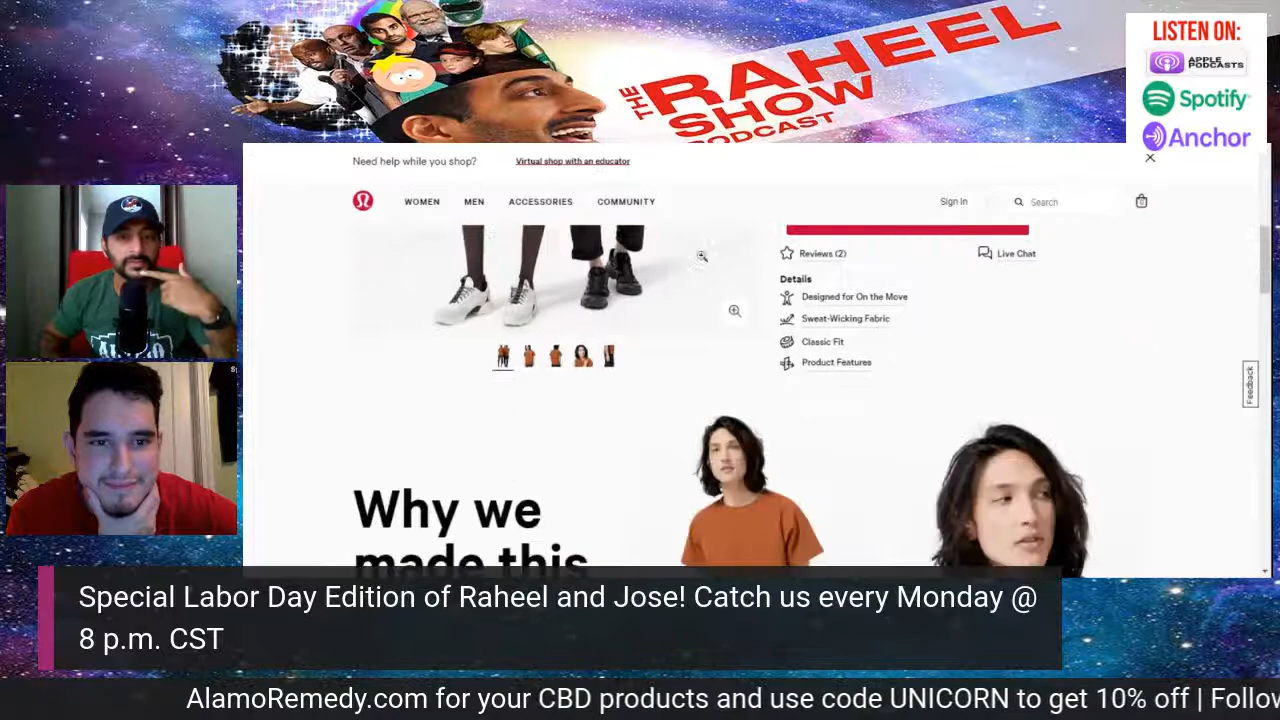 THE
RAHEEL
SHOW
PODCAST
LISTEN ON:
APPLE
PODCASTS
Spotify
Anchor
Need help while you shop?
Virtual shop with an educator
WOMEN
MEN
ACCESSORIES
COMMUNITY
Sign In
Search
0
Reviews (2)
Live Chat
Details
Designed for On the Move
Sweat-Wicking Fabric
Classic Fit
Product Features
Feedback
Why we
made this
Special Labor Day Edition of Raheel and Jose! Catch us every Monday @
8 p.m. CST
AlamoRemedy.com for your CBD products and use code UNICORN to get 10% off | Follow